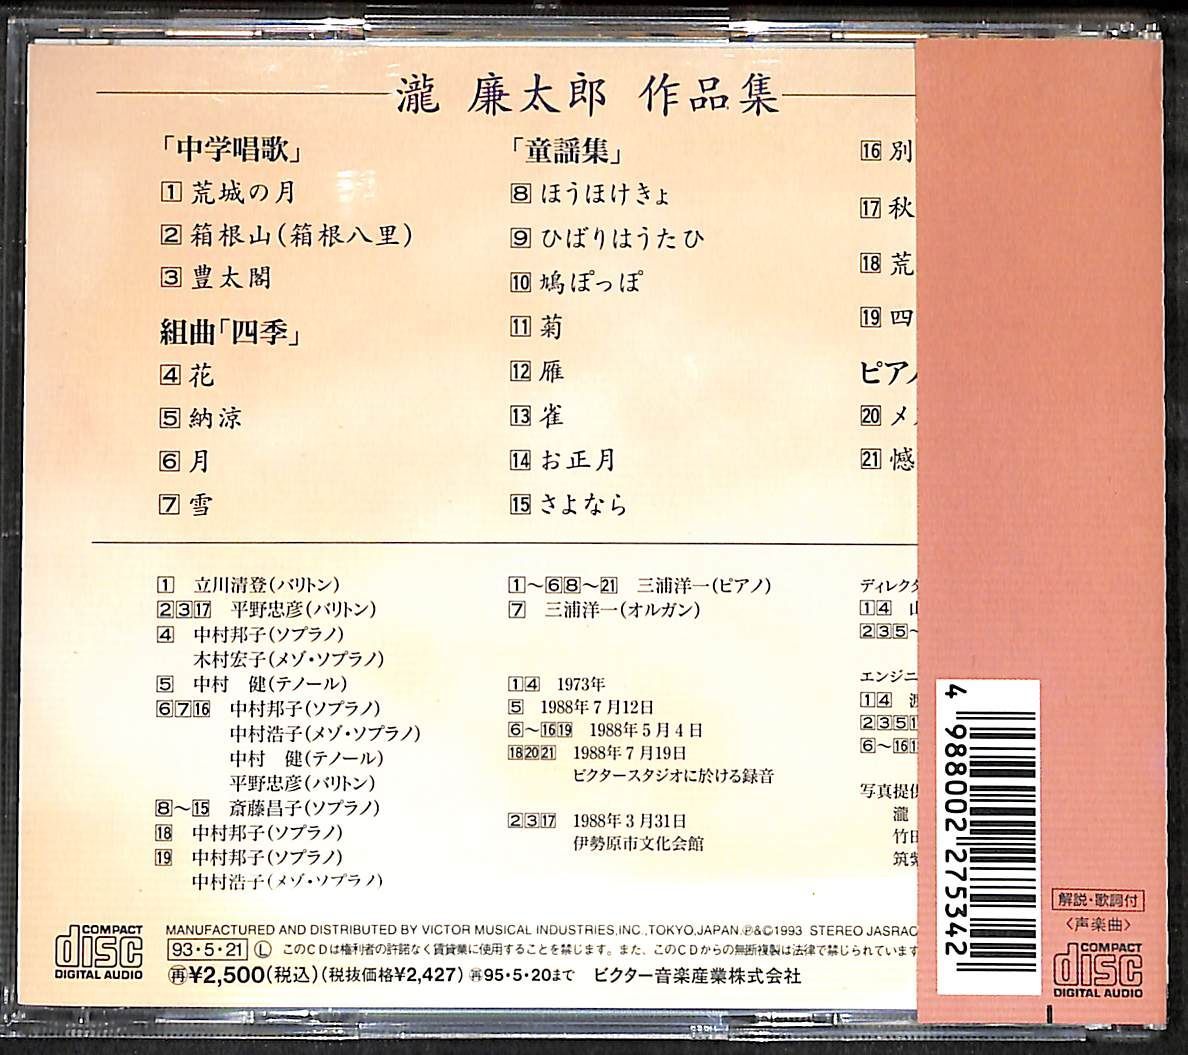 瀧 廉太郎 作品集
「中学唱歌」
1 荒城の月
2 箱根山(箱根八里)
3 豊太閤
組曲「四季」
4 花
5 納涼
6 月
7 雪
「童謡集」
8 ほうほけきょ
9 ひばりはうたひ
10 鳩ぽっぽ
11 菊
12 雁
13 雀
14 お正月
15 さよなら
16 別
17 秋
18 荒
19 四
ピアノ
20 メ
21 憾
1 立川清登(バリトン)
2 3 17 平野忠彦(バリトン)
4 中村邦子(ソプラノ)
木村宏子(メゾ・ソプラノ)
5 中村 健(テノール)
6 7 16 中村邦子(ソプラノ)
中村浩子(メゾ・ソプラノ)
中村 健(テノール)
平野忠彦(バリトン)
8～15 斎藤昌子(ソプラノ)
18 中村邦子(ソプラノ)
19 中村邦子(ソプラノ)
中村浩子(メゾ・ソプラノ)
1～6 8～21 三浦洋一(ピアノ)
7 三浦洋一(オルガン)
1 4 1973年
5 1988年7月12日
6～16 19 1988年5月4日
18 20 21 1988年7月19日
ビクタースタジオに於ける録音
2 3 17 1988年3月31日
伊勢原市文化会館
ディレクタ
1 4 山
2 3 5～
エンジニ
1 4
2 3 5
6～16
写真提供
瀧
竹田
筑紫
COMPACT
disc
DIGITAL AUDIO
MANUFACTURED AND DISTRIBUTED BY VICTOR MUSICAL INDUSTRIES,INC.,TOKYO,JAPAN.℗&©1993 STEREO JASRAC
93・5・21 Ⓛ このCDは権利者の許諾なく賃貸業に使用することを禁じます。また、このCDからの無断複製は法律で禁じられています
再¥2,500(税込)(税抜価格¥2,427)再95・5・20まで ビクター音楽産業株式会社
4 988002 275342
解説・歌詞付
〈声楽曲〉
COMPACT
disc
DIGITAL AUDIO